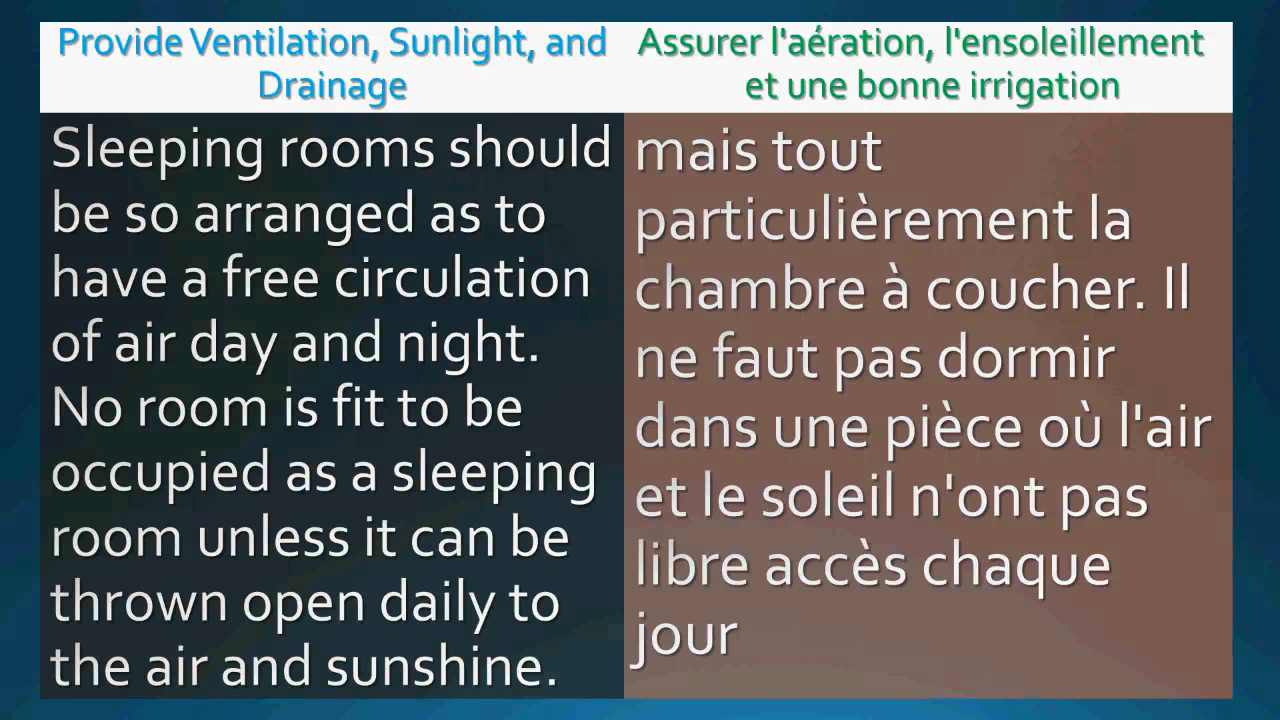 Provide Ventilation, Sunlight, and
Drainage
Assurer l'aération, l'ensoleillement
et une bonne irrigation
Sleeping rooms should
be so arranged as to
have a free circulation
of air day and night.
No room is fit to be
occupied as a sleeping
room unless it can be
thrown open daily to
the air and sunshine.
mais tout
particulièrement la
chambre à coucher. Il
ne faut pas dormir
dans une pièce où l'air
et le soleil n'ont pas
libre accès chaque
jour